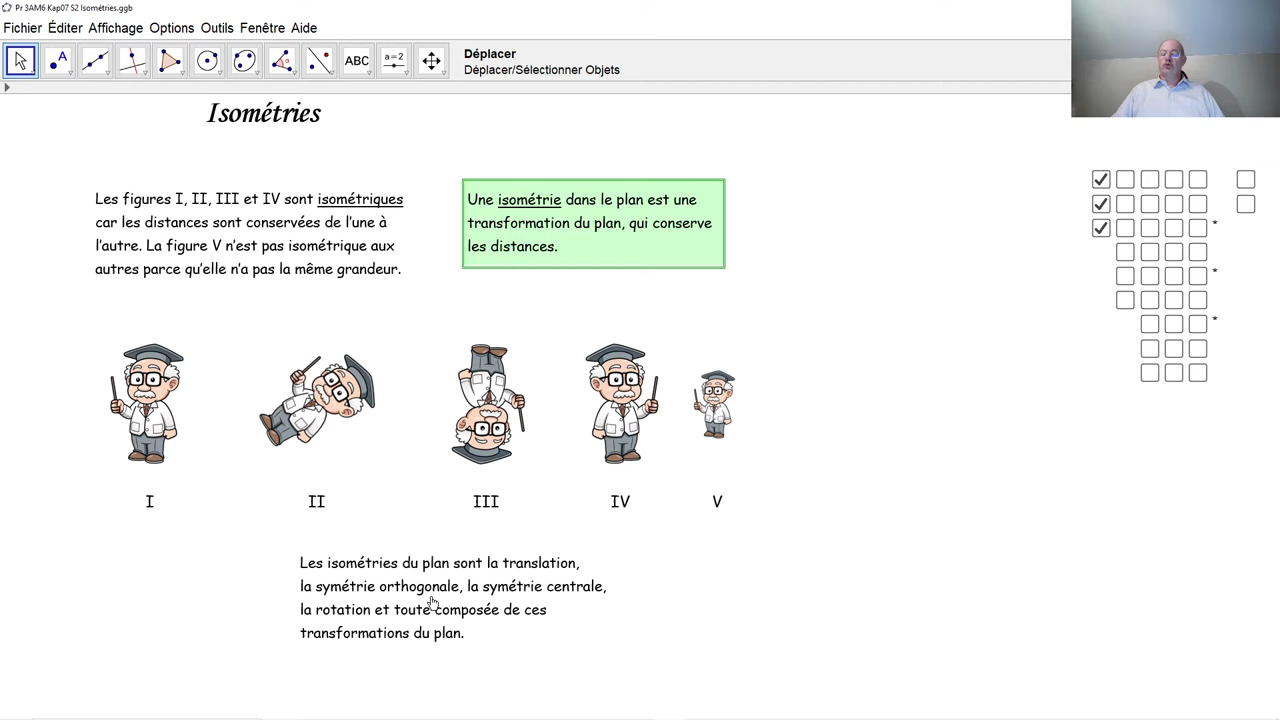 Pr 3AM6 Kap07 S2 Isométries.ggb
Fichier Éditer Affichage Options Outils Fenêtre Aide
A
ABC
a=2
Déplacer
Déplacer/Sélectionner Objets
Isométries
Les figures I, II, III et IV sont isométriques
car les distances sont conservées de l'une à
l'autre. La figure V n'est pas isométrique aux
autres parce qu'elle n'a pas la même grandeur.
Une isométrie dans le plan est une
transformation du plan, qui conserve
les distances.
*
*
*
I II III IV V
Les isométries du plan sont la translation,
la symétrie orthogonale, la symétrie centrale,
la rotation et toute composée de ces
transformations du plan.